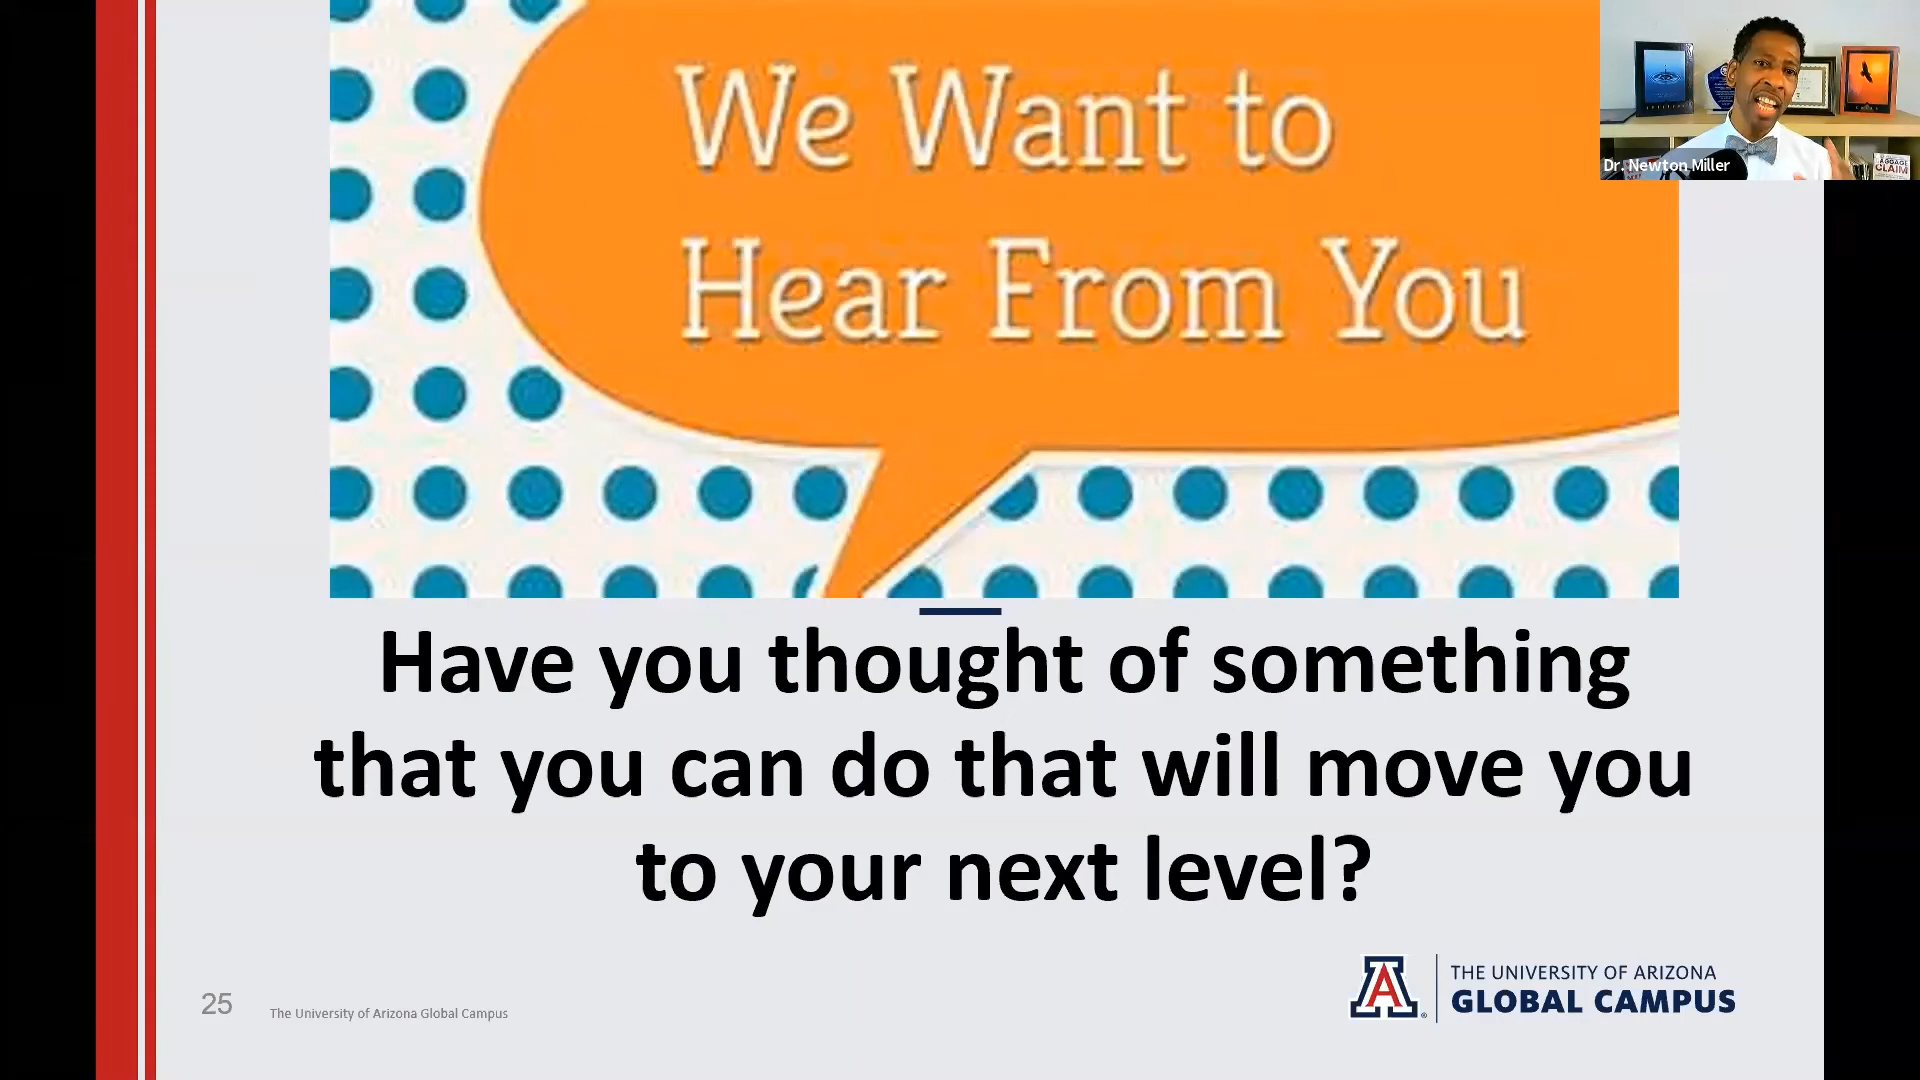 We Want to
Hear From You
Dr. Newton Miller
CLAIM
Have you thought of something
that you can do that will move you
to your next level?
25
The University of Arizona Global Campus
A
THE UNIVERSITY OF ARIZONA
GLOBAL CAMPUS